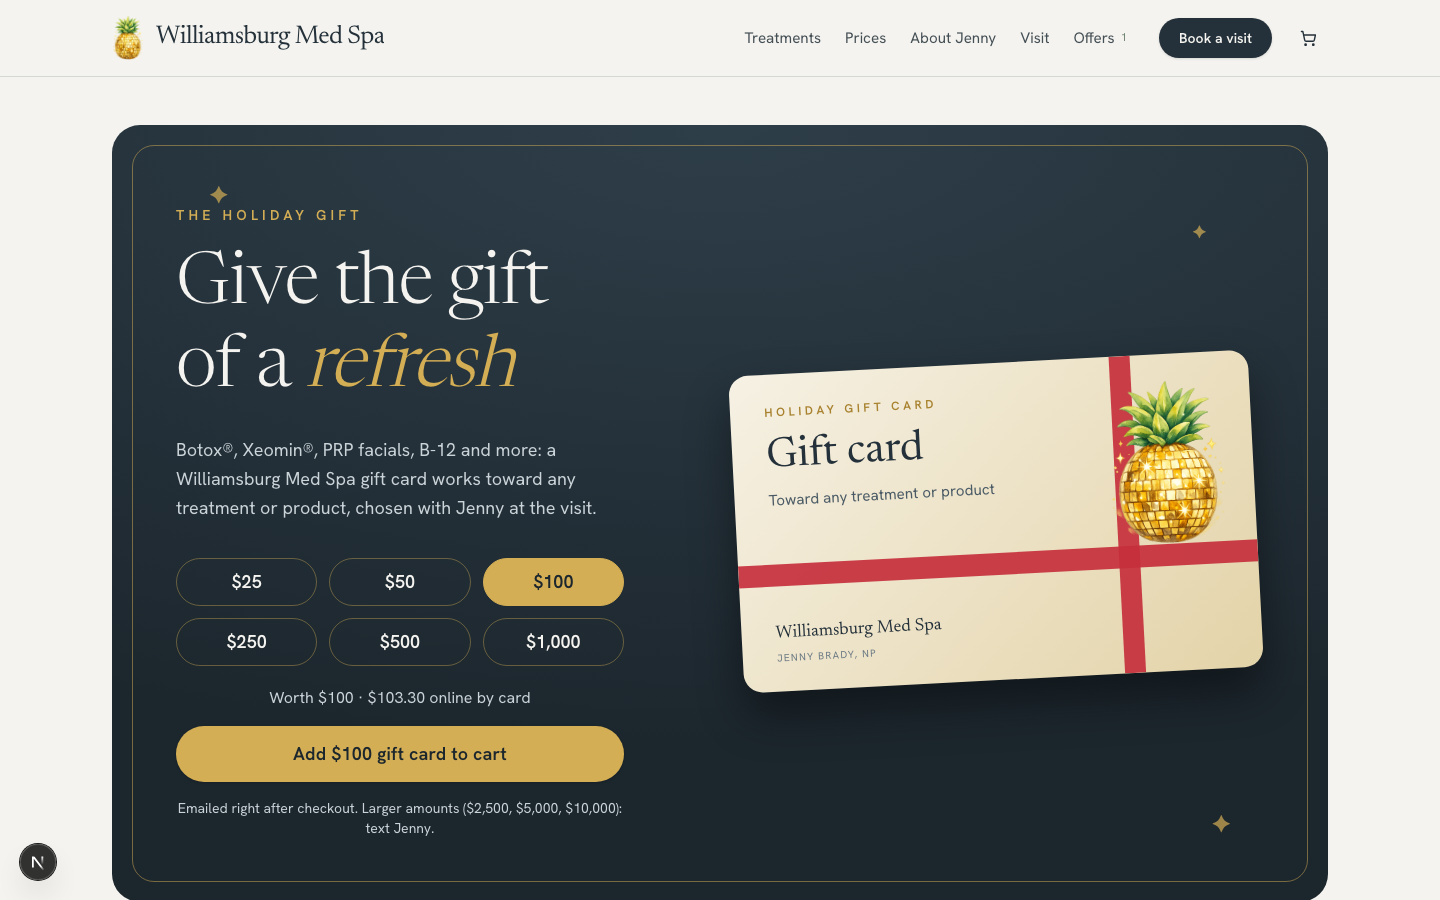 Williamsburg Med Spa
Treatments
Prices
About Jenny
Visit
Offers 1
Book a visit
THE HOLIDAY GIFT
Give the gift
of a refresh
Botox®, Xeomin®, PRP facials, B-12 and more: a
Williamsburg Med Spa gift card works toward any
treatment or product, chosen with Jenny at the visit.
$25
$50
$100
$250
$500
$1,000
Worth $100 · $103.30 online by card
Add $100 gift card to cart
Emailed right after checkout. Larger amounts ($2,500, $5,000, $10,000):
text Jenny.
HOLIDAY GIFT CARD
Gift card
Toward any treatment or product
Williamsburg Med Spa
JENNY BRADY, NP
N